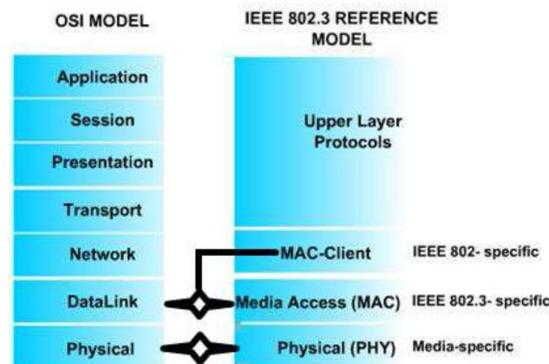 OSI MODEL
Application
Session
Presentation
Transport
Network
DataLink
Physical
IEEE 802.3 REFERENCE
MODEL
Upper Layer
Protocols
MAC-Client
IEEE 802- specific
Media Access (MAC)
IEEE 802.3- specific
Physical (PHY)
Media-specific